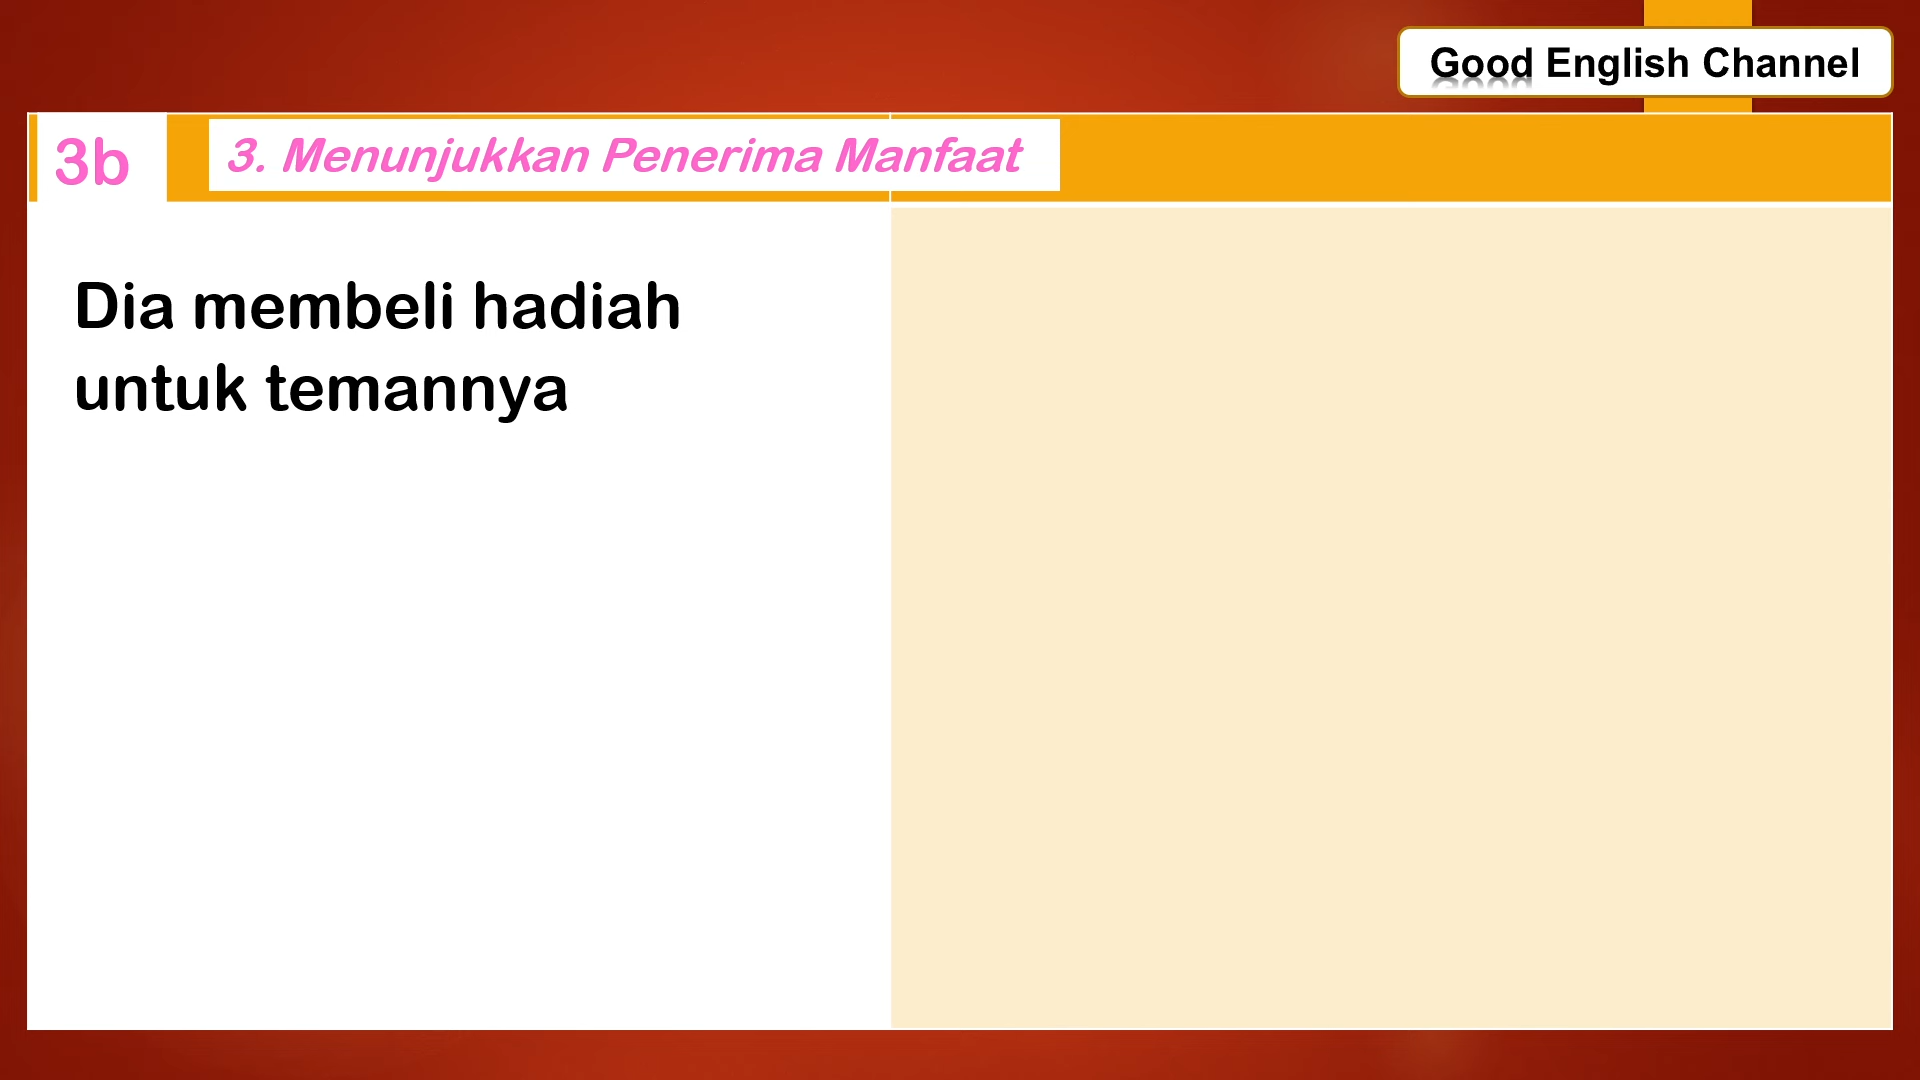 Good English Channel
3b
3. Menunjukkan Penerima Manfaat
Dia membeli hadiah
untuk temannya